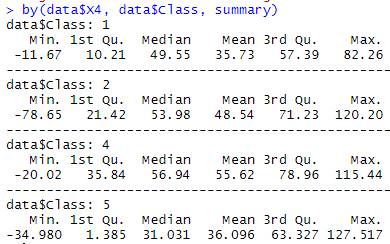 > by(data$X4, data$Class, summary)
data$Class: 1
   Min. 1st Qu.  Median    Mean 3rd Qu.    Max.
 -11.67   10.21   49.55   35.73   57.39   82.26
------------------------------------------------
data$Class: 2
   Min. 1st Qu.  Median    Mean 3rd Qu.    Max.
 -78.65   21.42   53.98   48.54   71.23  120.20
------------------------------------------------
data$Class: 4
   Min. 1st Qu.  Median    Mean 3rd Qu.    Max.
 -20.02   35.84   56.94   55.62   78.96  115.44
------------------------------------------------
data$Class: 5
   Min. 1st Qu.  Median    Mean 3rd Qu.    Max.
-34.980   1.385  31.031  36.096  63.327 127.517